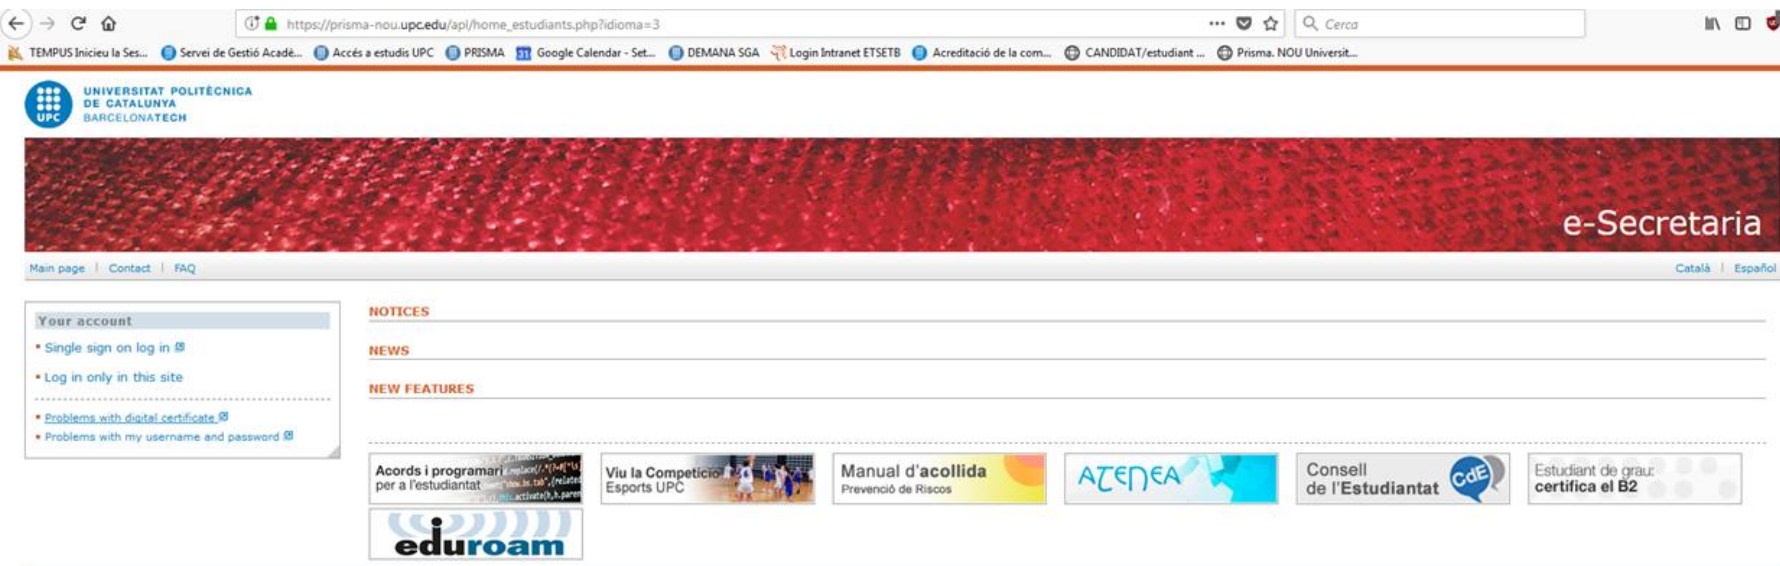 https://prisma-nou.upc.edu/apl/home_estudiants.php?idioma=3
Cerca
TEMPUS Inicieu la Ses... Servei de Gestió Acadè... Accés a estudis UPC PRISMA 31 Google Calendar - Set... DEMANA SGA Login Intranet ETSETB Acreditació de la com... CANDIDAT/estudiant ... Prisma. NOU Universit...
UNIVERSITAT POLITÈCNICA
DE CATALUNYA
BARCELONATECH
UPC
e-Secretaria
Main page | Contact | FAQ
Català | Español
Your account
Single sign on log in
Log in only in this site
Problems with digital certificate
Problems with my username and password
NOTICES
NEWS
NEW FEATURES
Acords i programari
per a l'estudiantat
Viu la Competició
Esports UPC
Manual d'acollida
Prevenció de Riscos
ATENEA
Consell
de l'Estudiantat
CdE
Estudiant de grau:
certifica el B2
eduroam